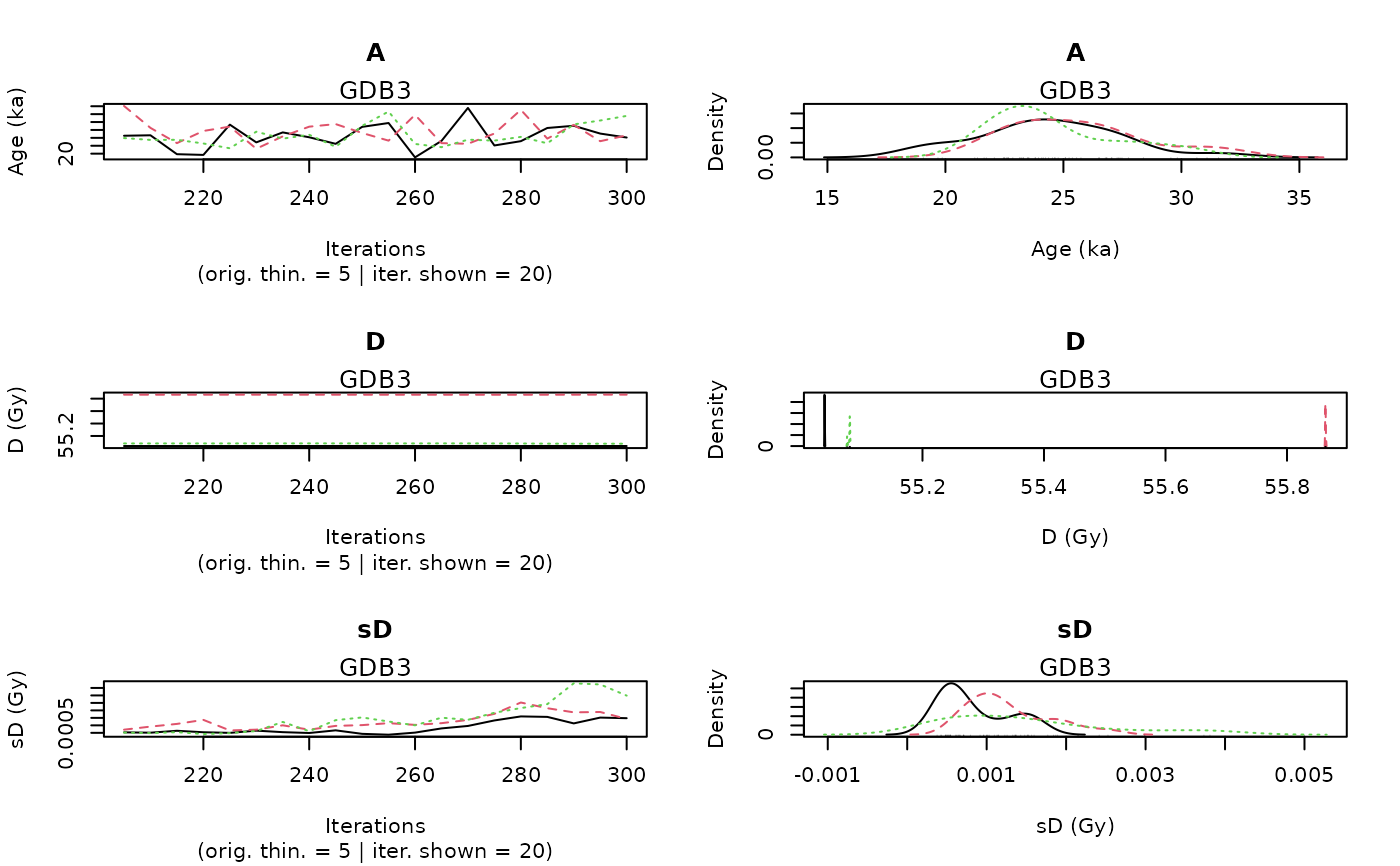 A
GDB3
Age (ka)
20
220 240 260 280 300
Iterations
(orig. thin. = 5 | iter. shown = 20)
A
GDB3
Density
0.00
15 20 25 30 35
Age (ka)
D
GDB3
D (Gy)
55.2
220 240 260 280 300
Iterations
(orig. thin. = 5 | iter. shown = 20)
D
GDB3
Density
0
55.2 55.4 55.6 55.8
D (Gy)
sD
GDB3
sD (Gy)
0.0005
220 240 260 280 300
Iterations
(orig. thin. = 5 | iter. shown = 20)
sD
GDB3
Density
0
-0.001 0.001 0.003 0.005
sD (Gy)